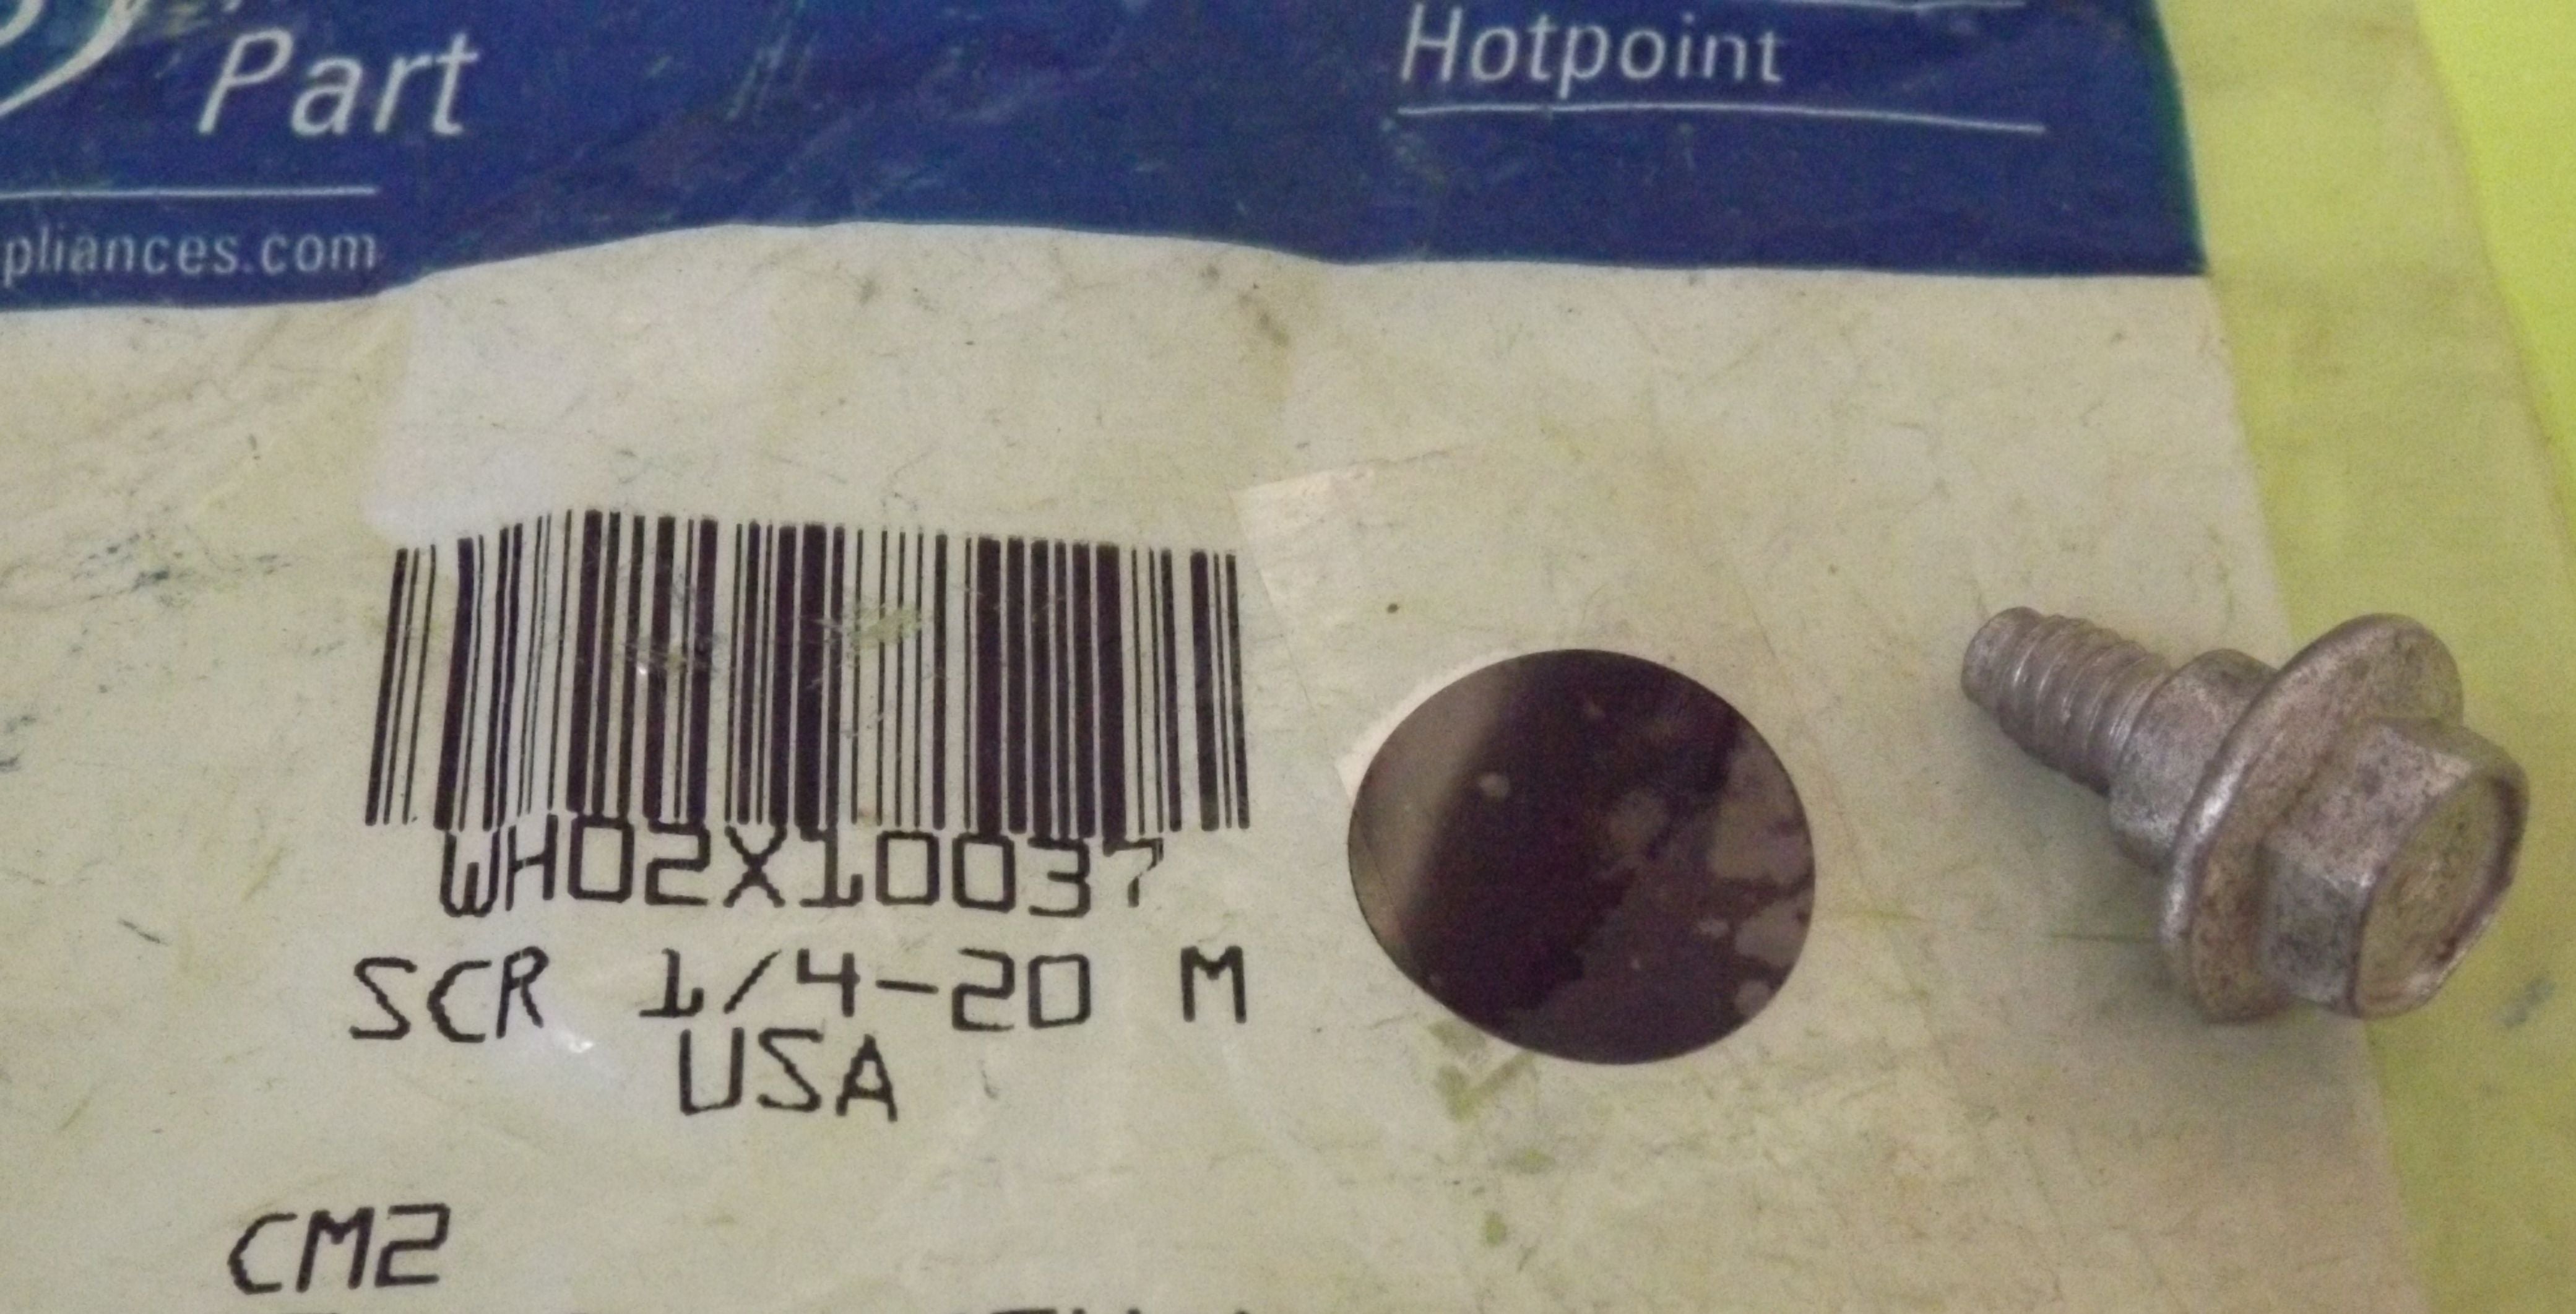 Part
Hotpoint
pliances.com
WH02X10037
SCR 1/4-20 M
USA
CM2